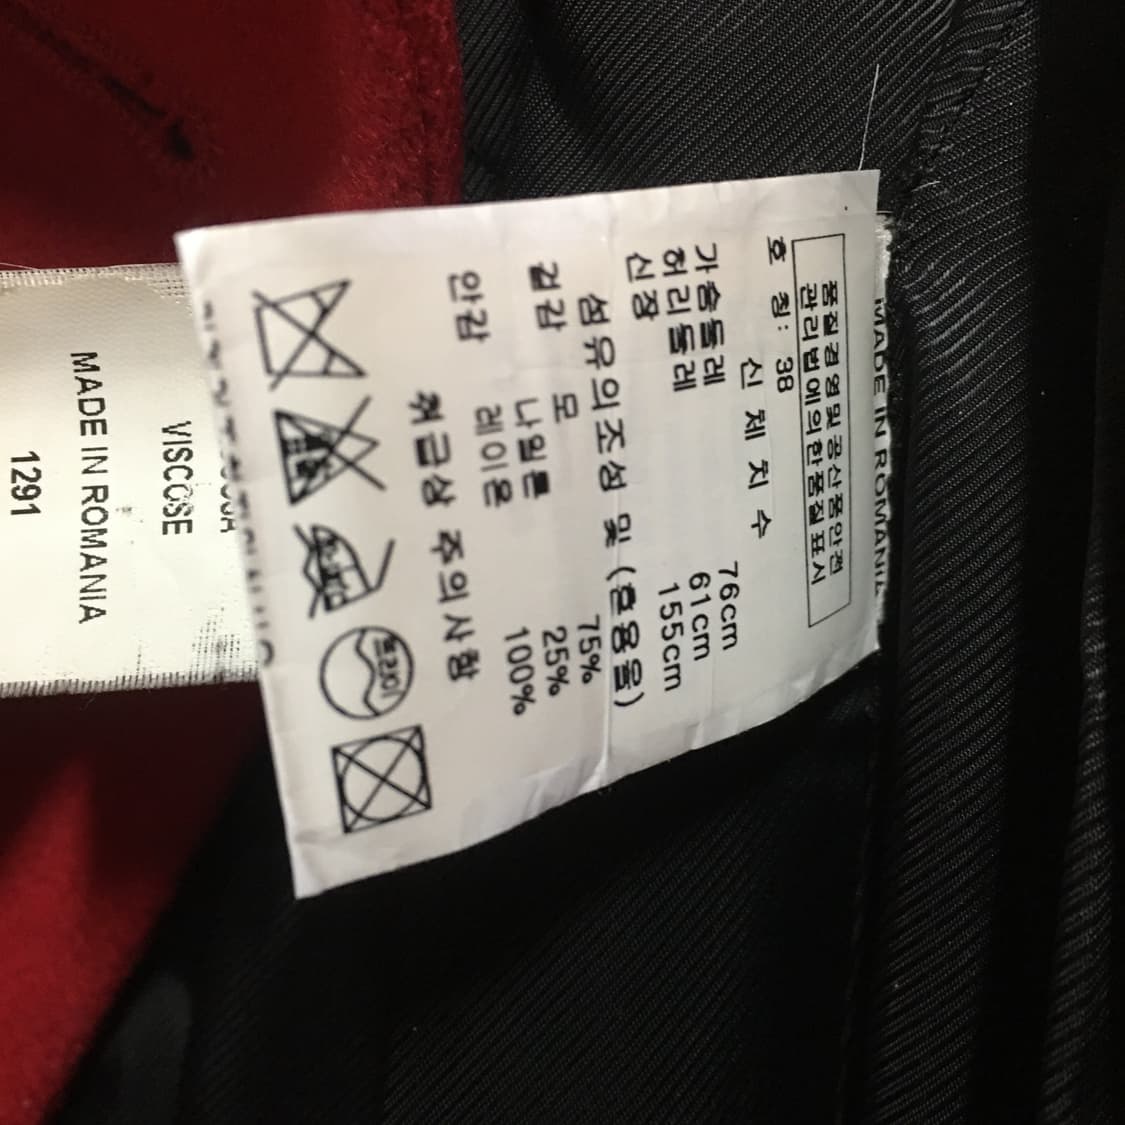 품질경영및공산품안전
관리법에의한품질표시
호 칭: 38
신 체 치 수
가슴둘레 76cm
허리둘레 61cm
신장 155cm
섬유의조성 및 (혼용율)
겉감 모 75%
나일론 25%
안감 레이온 100%
취급상 주의사항
드라이
MADE IN ROMANIA
VISCOSE
MADE IN ROMANIA
1291